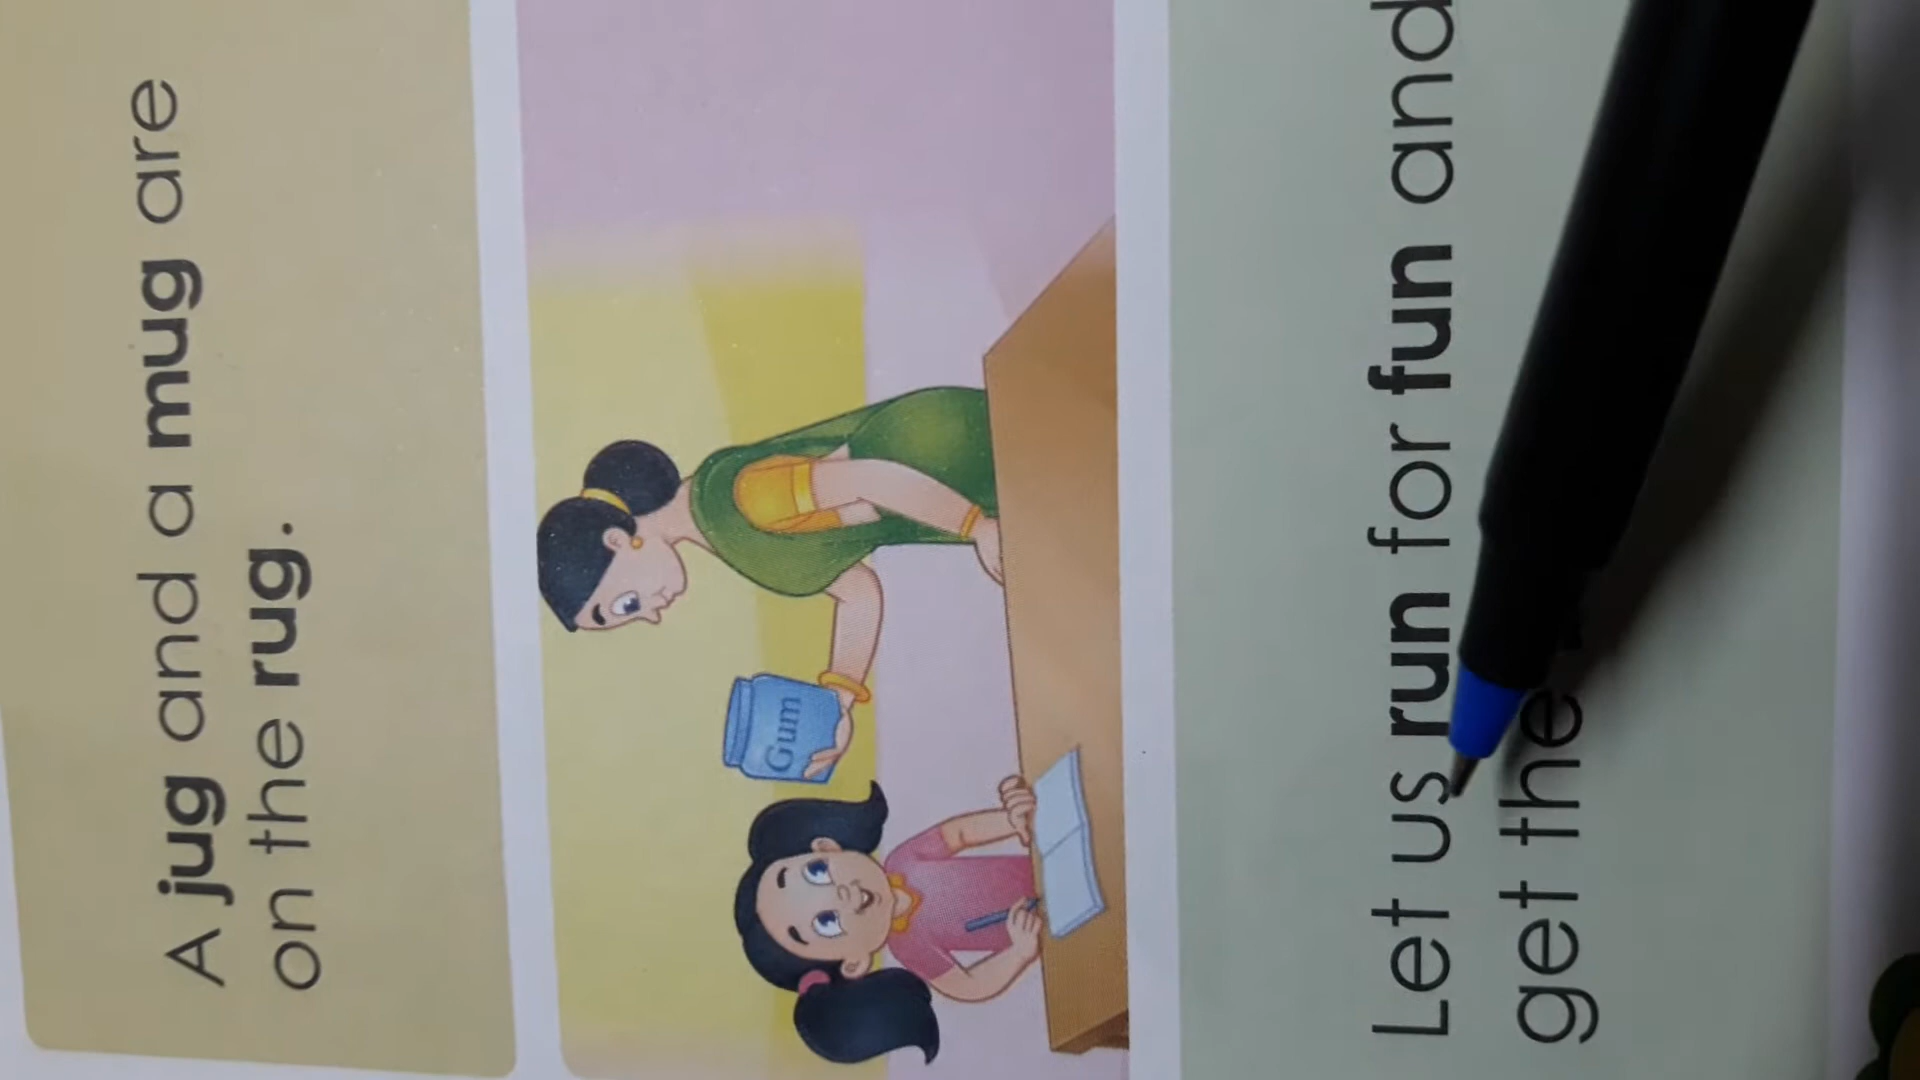 A jug and a mug are
on the rug.
Gum
Let us run for fun and
get the